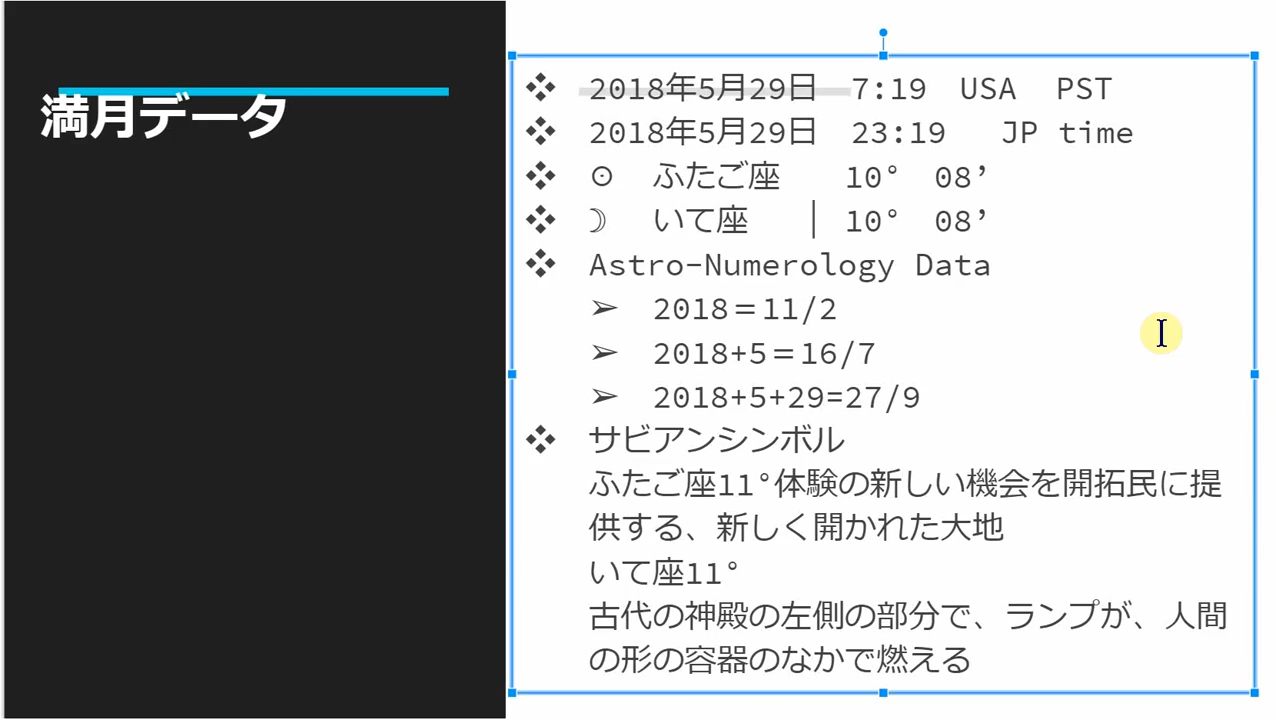 満月データ
❖ 2018年5月29日 7:19 USA PST
❖ 2018年5月29日 23:19 JP time
❖ ☉ ふたご座 10° 08’
❖ ☽ いて座 10° 08’
❖ Astro-Numerology Data
➢ 2018＝11/2
➢ 2018+5＝16/7
➢ 2018+5+29=27/9
❖ サビアンシンボル
ふたご座11°体験の新しい機会を開拓民に提
供する、新しく開かれた大地
いて座11°
古代の神殿の左側の部分で、ランプが、人間
の形の容器のなかで燃える